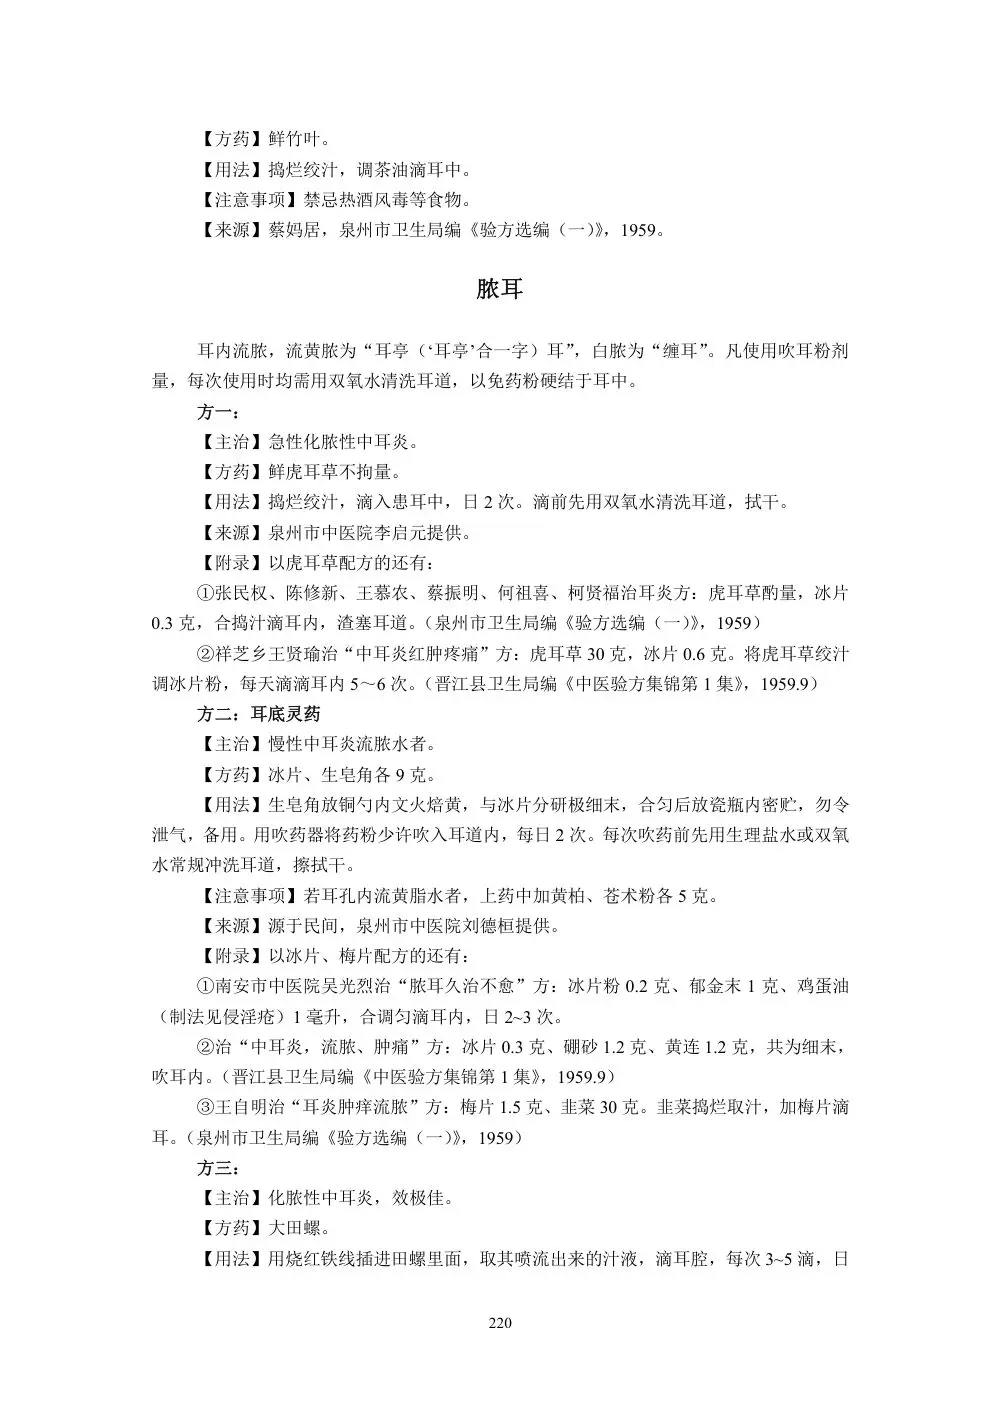 【方药】鲜竹叶。
【用法】捣烂绞汁，调茶油滴耳中。
【注意事项】禁忌热酒风毒等食物。
【来源】蔡妈居，泉州市卫生局编《验方选编（一）》，1959。
脓耳
耳内流脓，流黄脓为“耳亭（‘耳亭’合一字）耳”，白脓为“缠耳”。凡使用吹耳粉剂
量，每次使用时均需用双氧水清洗耳道，以免药粉硬结于耳中。
方一：
【主治】急性化脓性中耳炎。
【方药】鲜虎耳草不拘量。
【用法】捣烂绞汁，滴入患耳中，日 2 次。滴前先用双氧水清洗耳道，拭干。
【来源】泉州市中医院李启元提供。
【附录】以虎耳草配方的还有：
①张民权、陈修新、王慕农、蔡振明、何祖喜、柯贤福治耳炎方：虎耳草酌量，冰片
0.3 克，合捣汁滴耳内，渣塞耳道。（泉州市卫生局编《验方选编（一）》，1959）
②祥芝乡王贤瑜治“中耳炎红肿疼痛”方：虎耳草 30 克，冰片 0.6 克。将虎耳草绞汁
调冰片粉，每天滴滴耳内 5～6 次。（晋江县卫生局编《中医验方集锦第 1 集》，1959.9）
方二：耳底灵药
【主治】慢性中耳炎流脓水者。
【方药】冰片、生皂角各 9 克。
【用法】生皂角放铜勺内文火焙黄，与冰片分研极细末，合匀后放瓷瓶内密贮，勿令
泄气，备用。用吹药器将药粉少许吹入耳道内，每日 2 次。每次吹药前先用生理盐水或双氧
水常规冲洗耳道，擦拭干。
【注意事项】若耳孔内流黄脂水者，上药中加黄柏、苍术粉各 5 克。
【来源】源于民间，泉州市中医院刘德桓提供。
【附录】以冰片、梅片配方的还有：
①南安市中医院吴光烈治“脓耳久治不愈”方：冰片粉 0.2 克、郁金末 1 克、鸡蛋油
（制法见侵淫疮）1 毫升，合调匀滴耳内，日 2~3 次。
②治“中耳炎，流脓、肿痛”方：冰片 0.3 克、硼砂 1.2 克、黄连 1.2 克，共为细末，
吹耳内。（晋江县卫生局编《中医验方集锦第 1 集》，1959.9）
③王自明治“耳炎肿痒流脓”方：梅片 1.5 克、韭菜 30 克。韭菜捣烂取汁，加梅片滴
耳。（泉州市卫生局编《验方选编（一）》，1959）
方三：
【主治】化脓性中耳炎，效极佳。
【方药】大田螺。
【用法】用烧红铁线插进田螺里面，取其喷流出来的汁液，滴耳腔，每次 3~5 滴，日
220